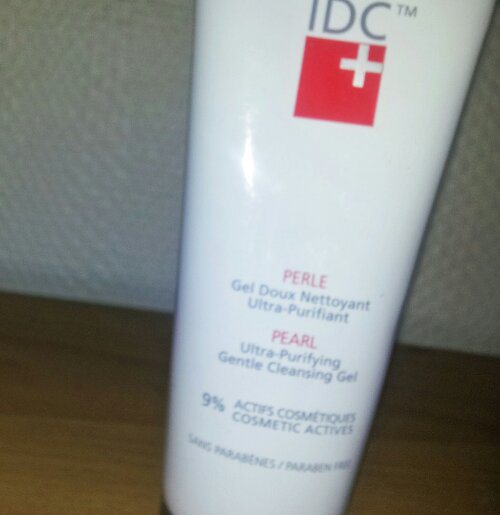 IDC™
PERLE
Gel Doux Nettoyant
Ultra-Purifiant
PEARL
Ultra-Purifying
Gentle Cleansing Gel
9% ACTIFS COSMÉTIQUES
COSMETIC ACTIVES
SANS PARABÈNES / PARABEN FREE